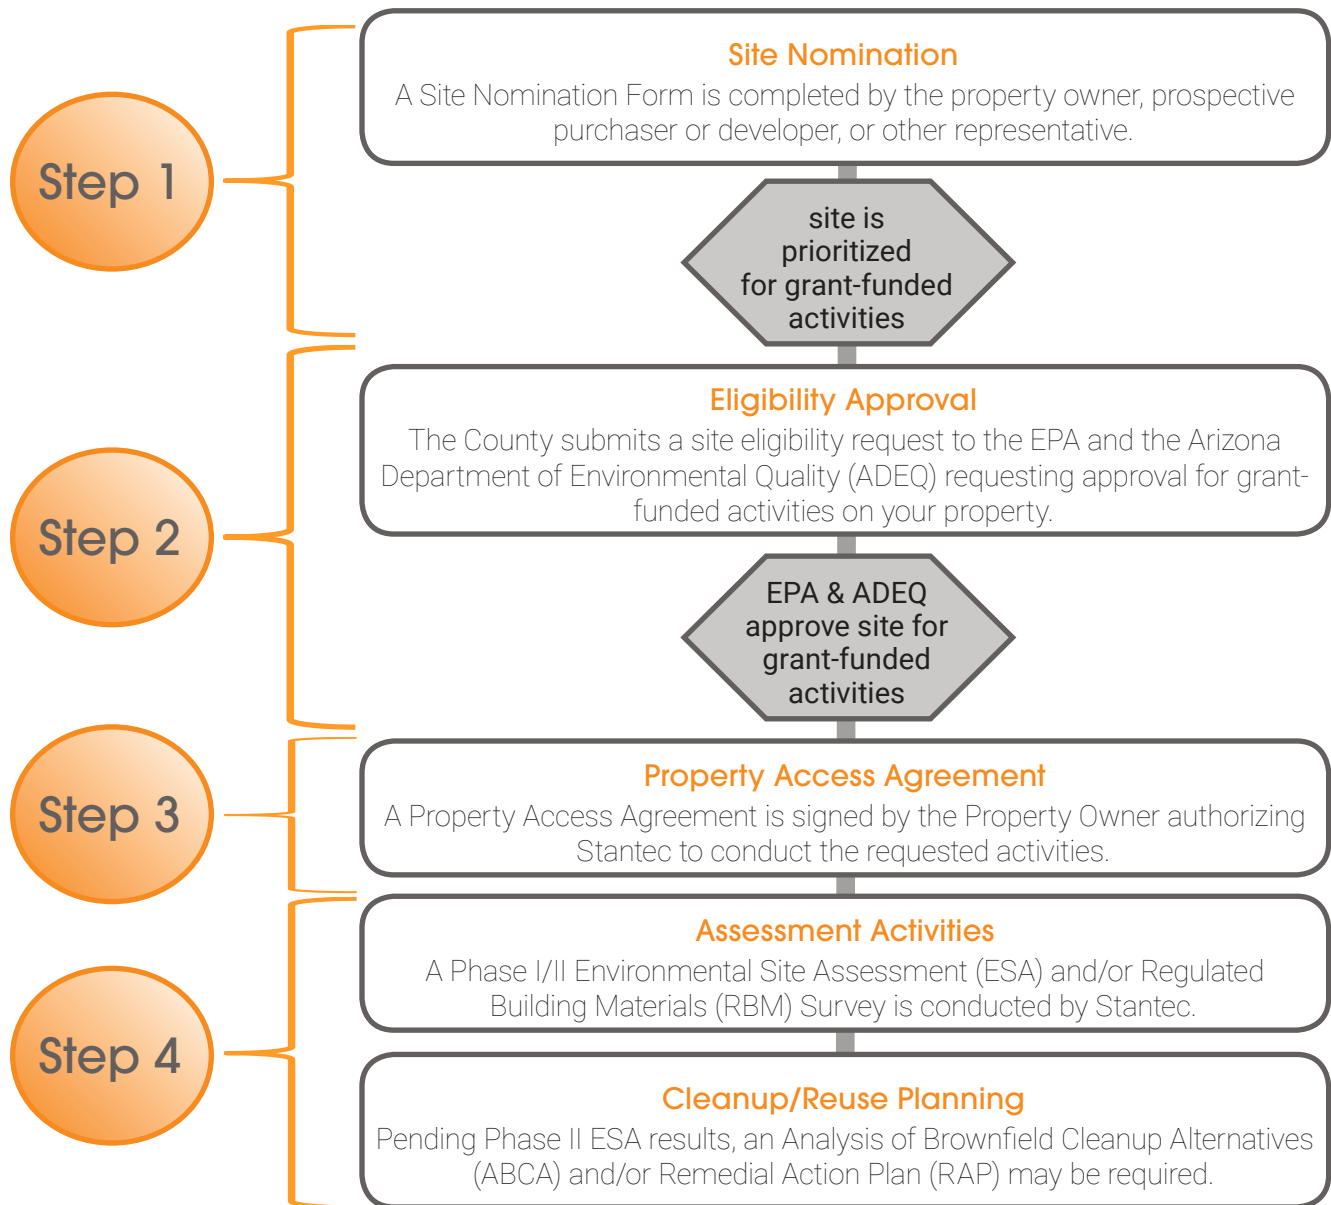 Step 1
Site Nomination
A Site Nomination Form is completed by the property owner, prospective
purchaser or developer, or other representative.
site is
prioritized
for grant-funded
activities
Step 2
Eligibility Approval
The County submits a site eligibility request to the EPA and the Arizona
Department of Environmental Quality (ADEQ) requesting approval for grant-
funded activities on your property.
EPA & ADEQ
approve site for
grant-funded
activities
Step 3
Property Access Agreement
A Property Access Agreement is signed by the Property Owner authorizing
Stantec to conduct the requested activities.
Step 4
Assessment Activities
A Phase I/II Environmental Site Assessment (ESA) and/or Regulated
Building Materials (RBM) Survey is conducted by Stantec.
Cleanup/Reuse Planning
Pending Phase II ESA results, an Analysis of Brownfield Cleanup Alternatives
(ABCA) and/or Remedial Action Plan (RAP) may be required.